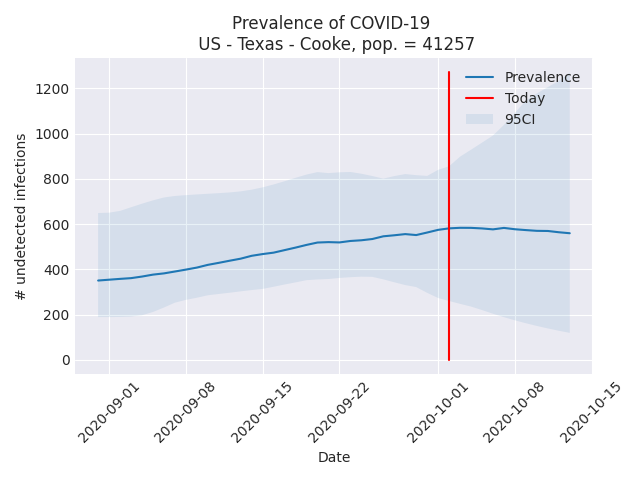 Prevalence of COVID-19
US - Texas - Cooke, pop. = 41257
Prevalence
Today
95CI
1200
1000
800
600
400
200
0
# undetected infections
2020-09-01
2020-09-08
2020-09-15
2020-09-22
2020-10-01
2020-10-08
2020-10-15
Date